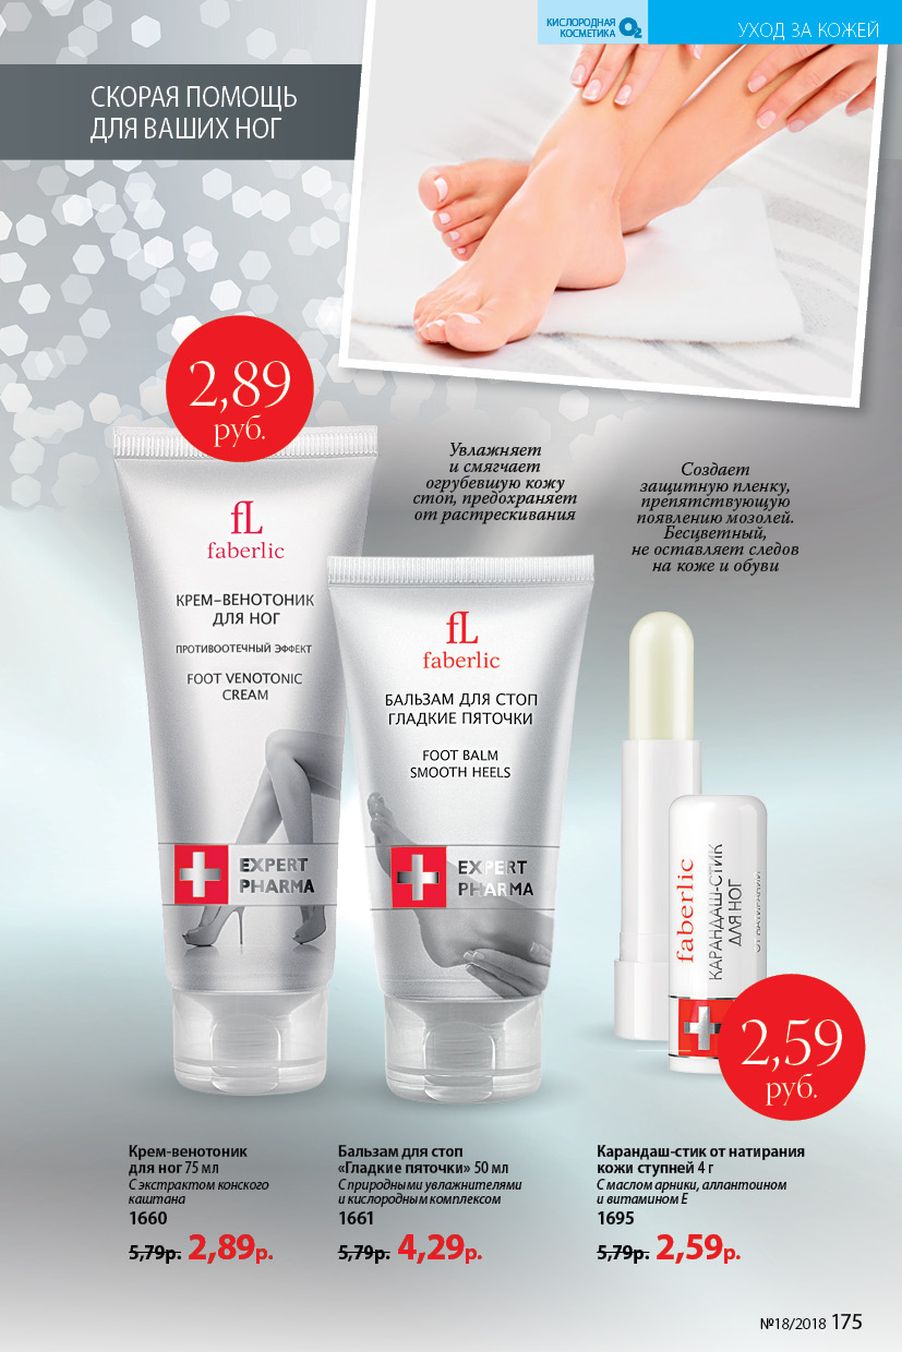 КИСЛОРОДНАЯ
КОСМЕТИКА O2
УХОД ЗА КОЖЕЙ
СКОРАЯ ПОМОЩЬ
ДЛЯ ВАШИХ НОГ
2,89
руб.
Увлажняет
и смягчает
огрубевшую кожу
стоп, предохраняет
от растрескивания
Создает
защитную пленку,
препятствующую
появлению мозолей.
Бесцветный,
не оставляет следов
на коже и обуви
fL
faberlic
КРЕМ-ВЕНОТОНИК
ДЛЯ НОГ
ПРОТИВООТЕЧНЫЙ ЭФФЕКТ
FOOT VENOTONIC
CREAM
EXPERT
PHARMA
fL
faberlic
БАЛЬЗАМ ДЛЯ СТОП
ГЛАДКИЕ ПЯТОЧКИ
FOOT BALM
SMOOTH HEELS
EXPERT
PHARMA
faberlic
КАРАНДАШ-СТИК
ДЛЯ НОГ
2,59
руб.
Крем-венотоник
для ног 75 мл
С экстрактом конского
каштана
1660
5,79р. 2,89р.
Бальзам для стоп
«Гладкие пяточки» 50 мл
С природными увлажнителями
и кислородным комплексом
1661
5,79р. 4,29р.
Карандаш-стик от натирания
кожи ступней 4 г
С маслом арники, аллантоином
и витамином Е
1695
5,79р. 2,59р.
№18/2018 175